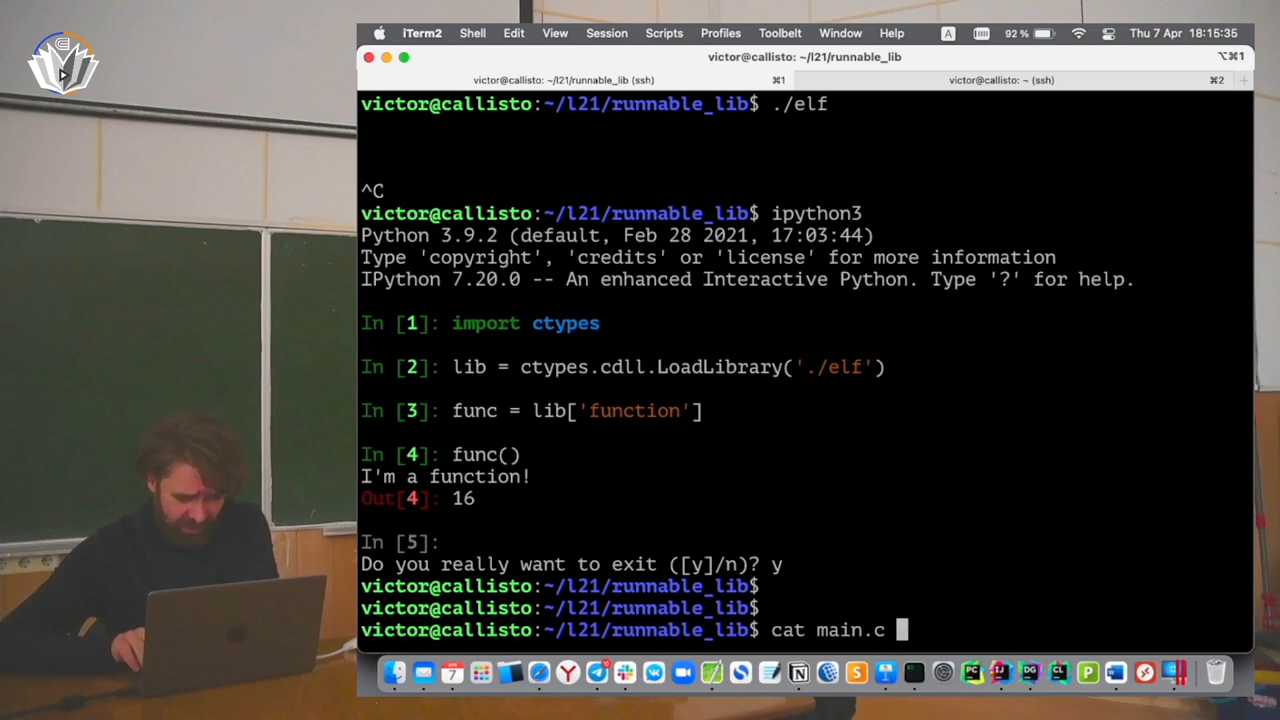 iTerm2 Shell Edit View Session Scripts Profiles Toolbelt Window Help A 92 % Thu 7 Apr 18:15:35
victor@callisto:~/l21/runnable_lib ⌥⌘1
victor@callisto: ~/l21/runnable_lib (ssh) ⌘1 victor@callisto: ~ (ssh) ⌘2
victor@callisto:~/l21/runnable_lib$ ./elf
^C
victor@callisto:~/l21/runnable_lib$ ipython3
Python 3.9.2 (default, Feb 28 2021, 17:03:44)
Type 'copyright', 'credits' or 'license' for more information
IPython 7.20.0 -- An enhanced Interactive Python. Type '?' for help.
In [1]: import ctypes
In [2]: lib = ctypes.cdll.LoadLibrary('./elf')
In [3]: func = lib['function']
In [4]: func()
I'm a function!
Out[4]: 16
In [5]:
Do you really want to exit ([y]/n)? y
victor@callisto:~/l21/runnable_lib$
victor@callisto:~/l21/runnable_lib$
victor@callisto:~/l21/runnable_lib$ cat main.c